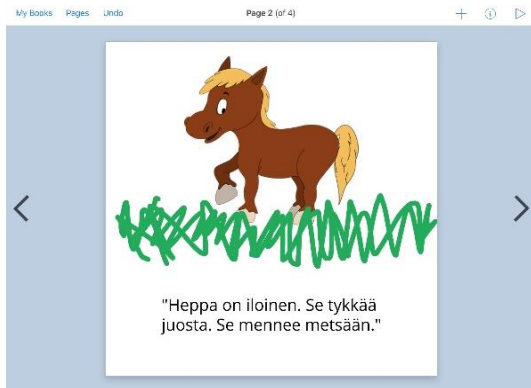 My Books Pages Undo Page 2 (of 4)
"Heppa on iloinen. Se tykkää
juosta. Se mennee metsään."